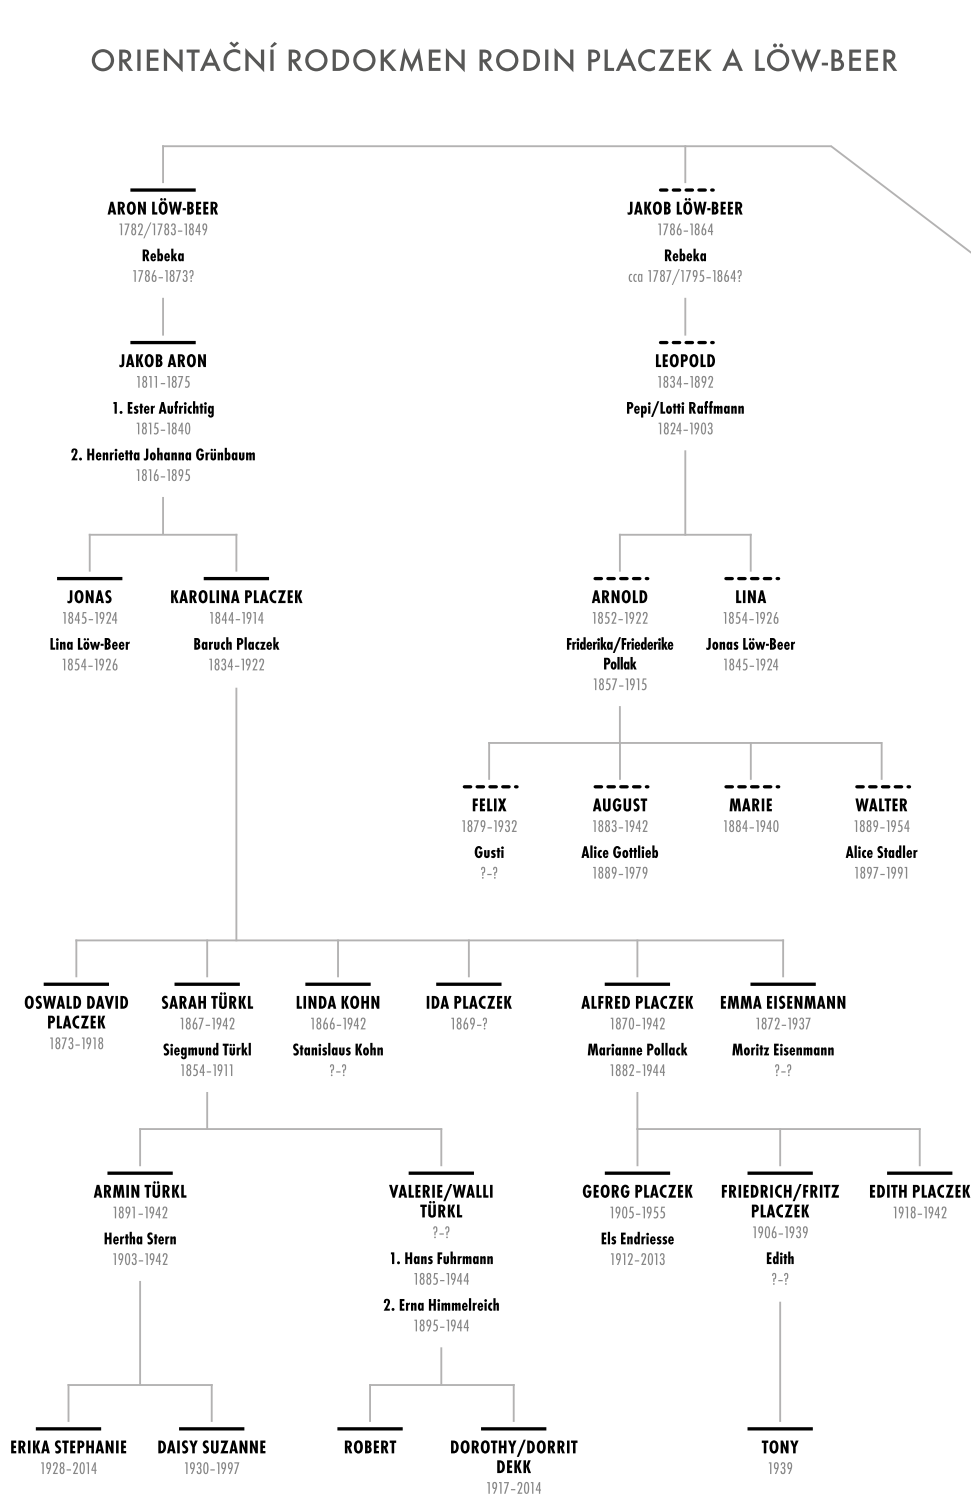 ORIENTAČNÍ RODOKMEN RODIN PLACZEK A LÖW-BEER
ARON LÖW-BEER
1782/1783–1849
Rebeka
1786–1873?
JAKOB LÖW-BEER
1786–1864
Rebeka
cca 1787/1795–1864?
JAKOB ARON
1811–1875
1. Ester Aufrichtig
1815–1840
2. Henrietta Johanna Grünbaum
1816–1895
LEOPOLD
1834–1892
Pepi/Lotti Raffmann
1824–1903
JONAS
1845–1924
Lina Löw-Beer
1854–1926
KAROLINA PLACZEK
1844–1914
Baruch Placzek
1834–1922
ARNOLD
1852–1922
Friderika/Friederike
Pollak
1857–1915
LINA
1854–1926
Jonas Löw-Beer
1845–1924
FELIX
1879–1932
Gusti
?–?
AUGUST
1883–1942
Alice Gottlieb
1889–1979
MARIE
1884–1940
WALTER
1889–1954
Alice Stadler
1897–1991
OSWALD DAVID
PLACZEK
1873–1918
SARAH TÜRKL
1867–1942
Siegmund Türkl
1854–1911
LINDA KOHN
1866–1942
Stanislaus Kohn
?–?
IDA PLACZEK
1869–?
ALFRED PLACZEK
1870–1942
Marianne Pollack
1882–1944
EMMA EISENMANN
1872–1937
Moritz Eisenmann
?–?
ARMIN TÜRKL
1891–1942
Hertha Stern
1903–1942
VALERIE/WALLI
TÜRKL
?–?
1. Hans Fuhrmann
1885–1944
2. Erna Himmelreich
1895–1944
GEORG PLACZEK
1905–1955
Els Endriesse
1912–2013
FRIEDRICH/FRITZ
PLACZEK
1906–1939
Edith
?–?
EDITH PLACZEK
1918–1942
ERIKA STEPHANIE
1928–2014
DAISY SUZANNE
1930–1997
ROBERT
DOROTHY/DORRIT
DEKK
1917–2014
TONY
1939